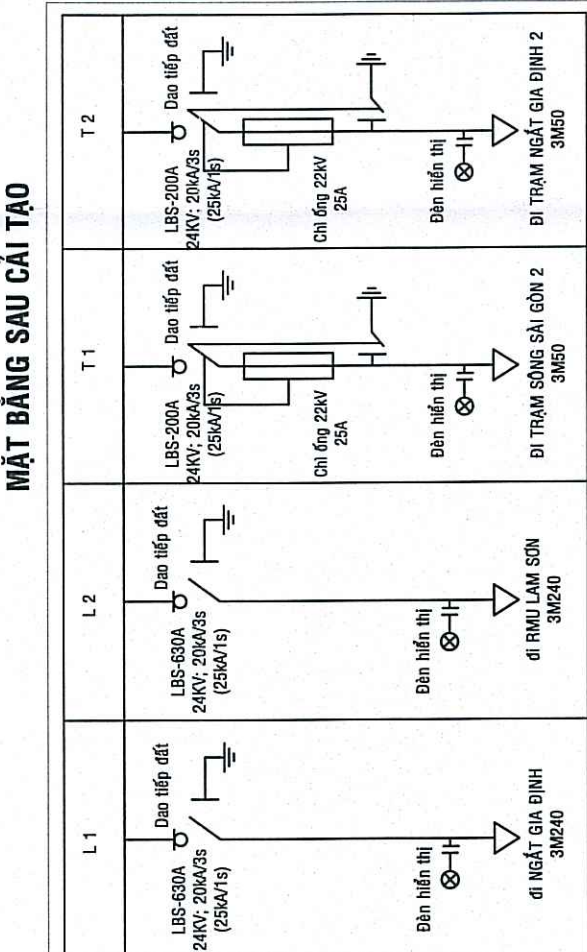 MẶT BẰNG SAU CẢI TẠO
L 1
Dao tiếp đất
LBS-630A
24KV; 20kA/3s
(25kA/1s)
Đèn hiển thị
đi NGẮT GIA ĐỊNH
3M240
L 2
Dao tiếp đất
LBS-630A
24KV; 20kA/3s
(25kA/1s)
Đèn hiển thị
đi RMU LAM SƠN
3M240
T 1
Dao tiếp đất
LBS-200A
24KV; 20kA/3s
(25kA/1s)
Chì ống 22kV
25A
Đèn hiển thị
ĐI TRẠM SÔNG SÀI GÒN 2
3M50
T 2
Dao tiếp đất
LBS-200A
24KV; 20kA/3s
(25kA/1s)
Chì ống 22kV
25A
Đèn hiển thị
ĐI TRẠM NGẮT GIA ĐỊNH 2
3M50